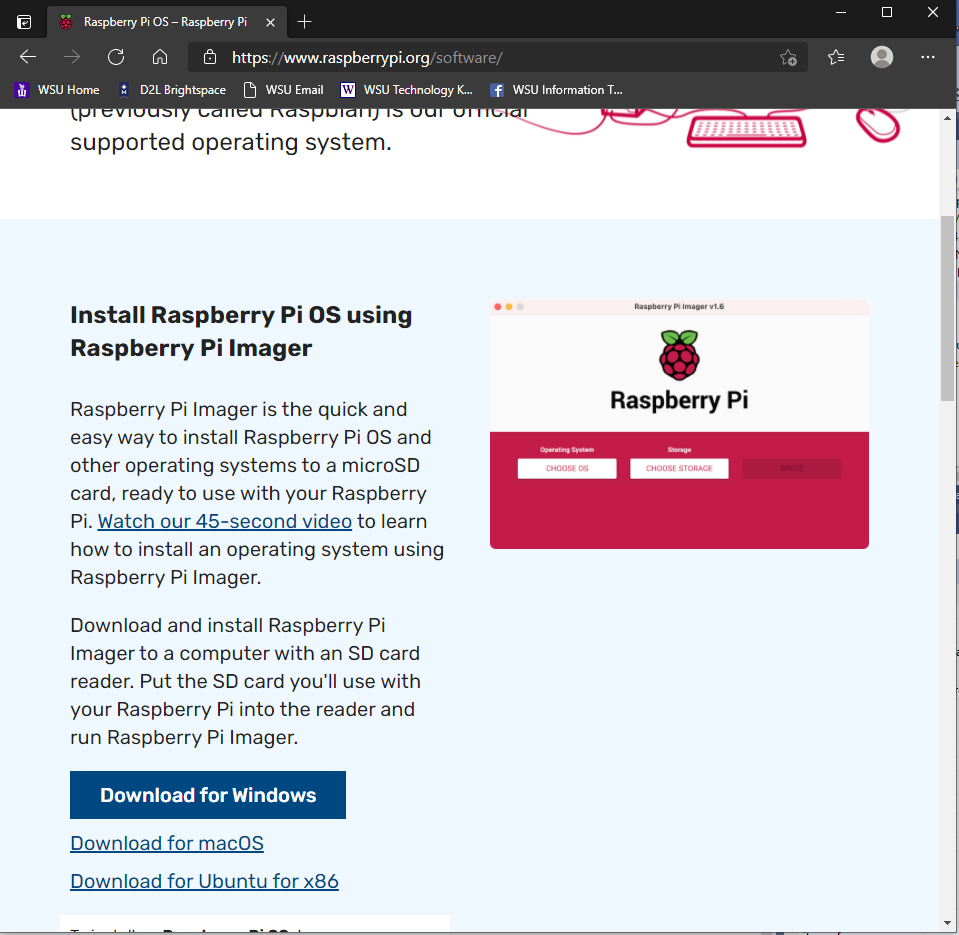 Raspberry Pi OS – Raspberry Pi
https://www.raspberrypi.org/software/
WSU Home
D2L Brightspace
WSU Email
W WSU Technology K...
f WSU Information T...
(previously called Raspbian) is our official
supported operating system.
Install Raspberry Pi OS using
Raspberry Pi Imager
Raspberry Pi Imager is the quick and
easy way to install Raspberry Pi OS and
other operating systems to a microSD
card, ready to use with your Raspberry
Pi. Watch our 45-second video to learn
how to install an operating system using
Raspberry Pi Imager.
Download and install Raspberry Pi
Imager to a computer with an SD card
reader. Put the SD card you'll use with
your Raspberry Pi into the reader and
run Raspberry Pi Imager.
Download for Windows
Download for macOS
Download for Ubuntu for x86
Raspberry Pi Imager v1.6
Raspberry Pi
Operating System
Storage
CHOOSE OS
CHOOSE STORAGE
WRITE